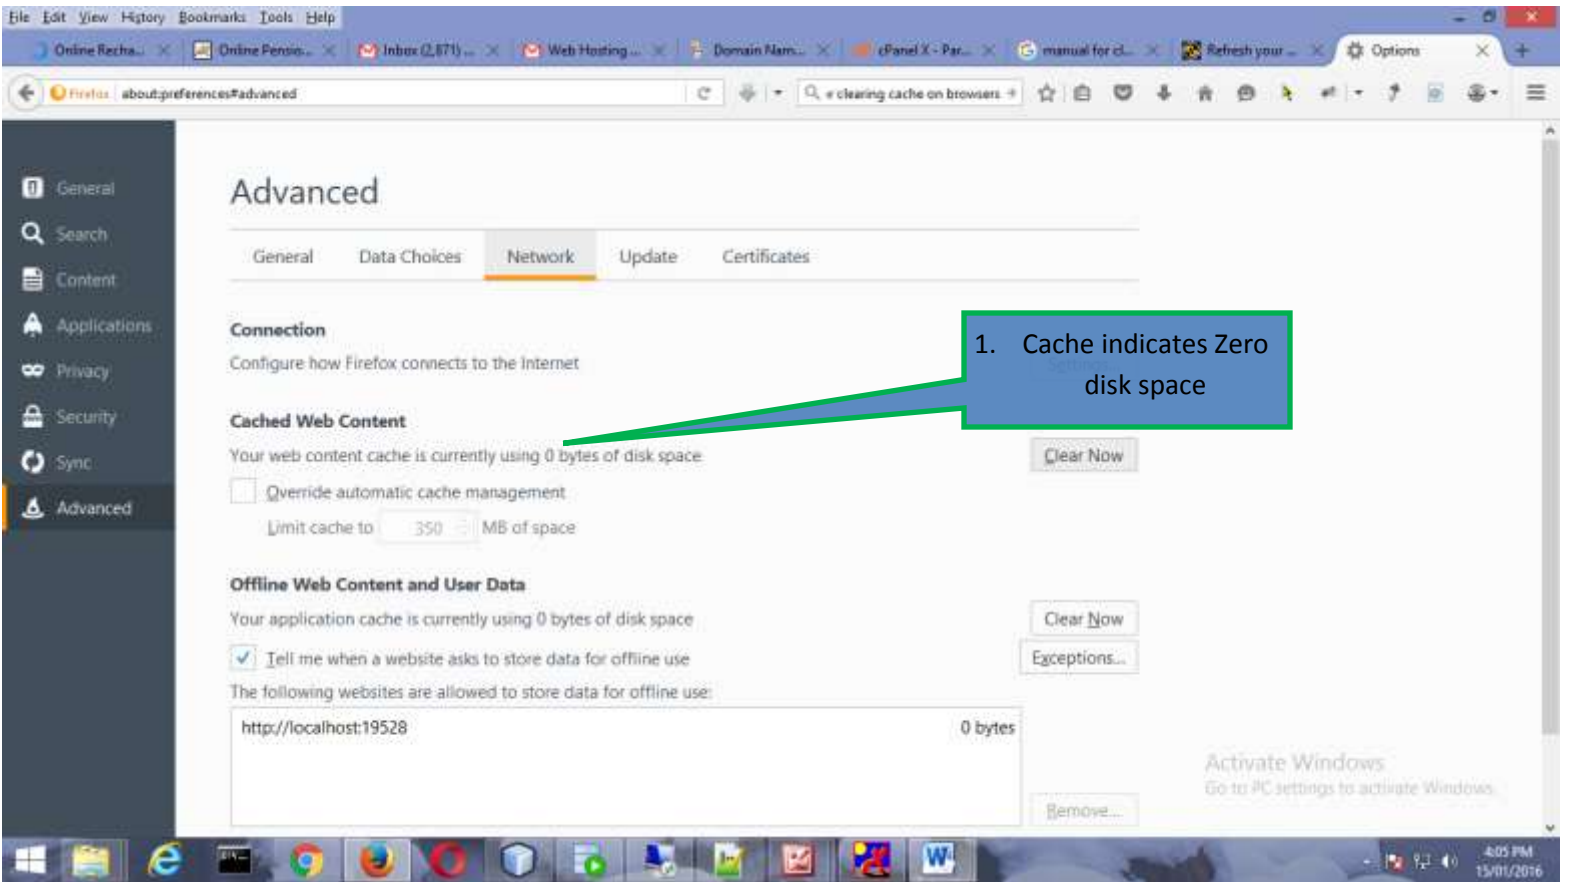 File Edit View History Bookmarks Tools Help
Online Recha... Online Pensio... Inbox (2,871) ... Web Hosting ... Domain Nam... cPanel X - Par... manual for cl... Refresh your ... Options
Firefox about:preferences#advanced
clearing cache on browsers
General
Search
Content
Applications
Privacy
Security
Sync
Advanced
Advanced
General Data Choices Network Update Certificates
Connection
Configure how Firefox connects to the Internet
Settings...
1. Cache indicates Zero
disk space
Cached Web Content
Your web content cache is currently using 0 bytes of disk space
Clear Now
Override automatic cache management
Limit cache to 350 MB of space
Offline Web Content and User Data
Your application cache is currently using 0 bytes of disk space
Clear Now
Tell me when a website asks to store data for offline use
Exceptions...
The following websites are allowed to store data for offline use:
http://localhost:19528 0 bytes
Remove...
Activate Windows
Go to PC settings to activate Windows.
4:05 PM
15/01/2016